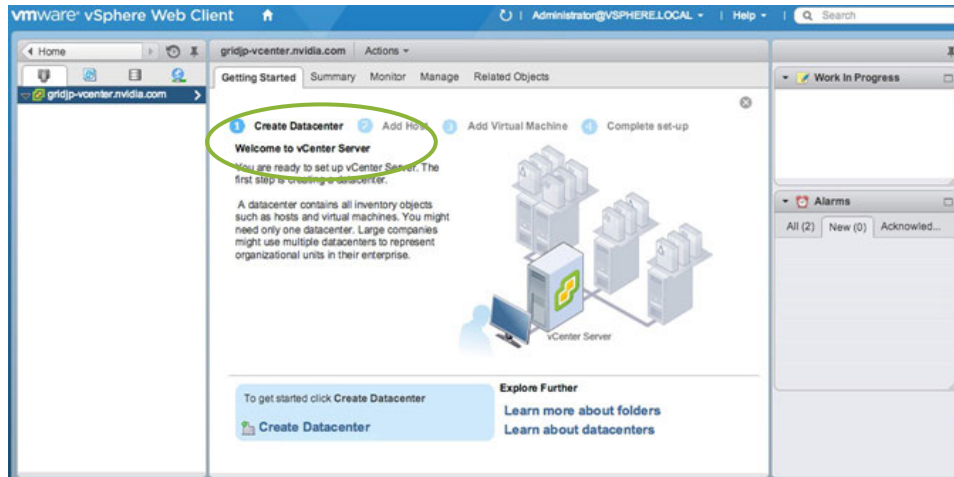 vmware® vSphere Web Client
Administrator@VSPHERE.LOCAL
Help
Search
Home
gridjp-vcenter.nvidia.com Actions
Getting Started Summary Monitor Manage Related Objects
gridjp-vcenter.nvidia.com
1 Create Datacenter 2 Add Host 3 Add Virtual Machine 4 Complete set-up
Welcome to vCenter Server
You are ready to set up vCenter Server. The
first step is creating a datacenter.
A datacenter contains all inventory objects
such as hosts and virtual machines. You might
need only one datacenter. Large companies
might use multiple datacenters to represent
organizational units in their enterprise.
vCenter Server
To get started click Create Datacenter
Create Datacenter
Explore Further
Learn more about folders
Learn about datacenters
Work In Progress
Alarms
All (2) New (0) Acknowled...